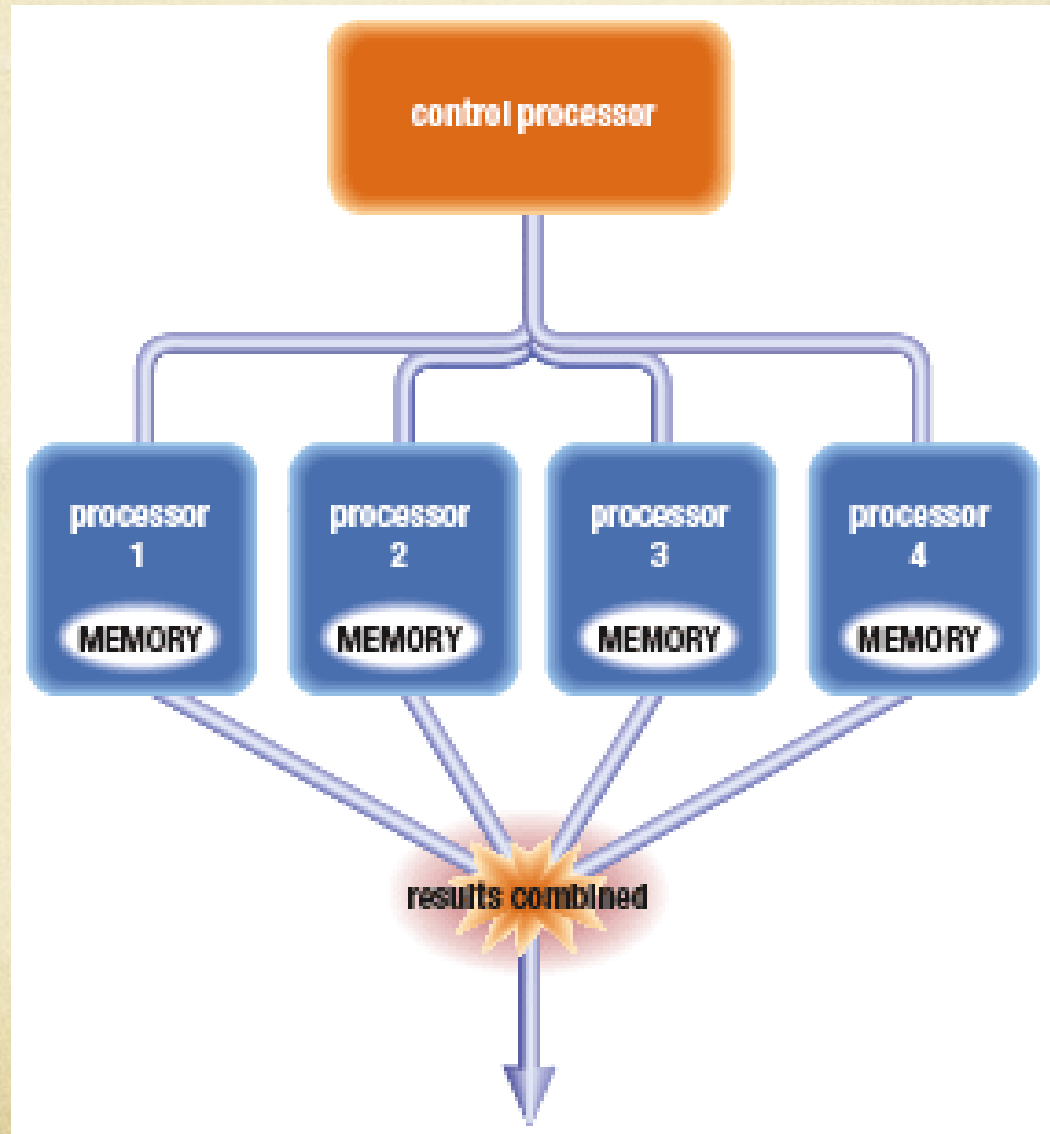 control processor
processor
1
MEMORY
processor
2
MEMORY
processor
3
MEMORY
processor
4
MEMORY
results combined